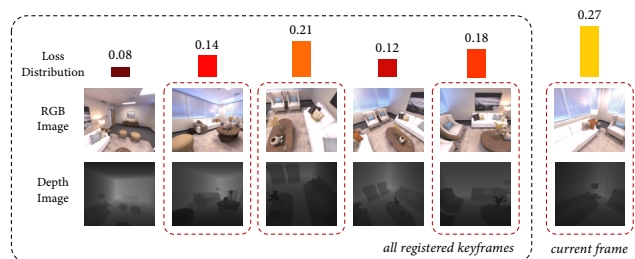 0.27
0.21
0.18
0.14
0.12
0.08
Loss
Distribution
RGB
Image
Depth
Image
all registered keyframes
current frame